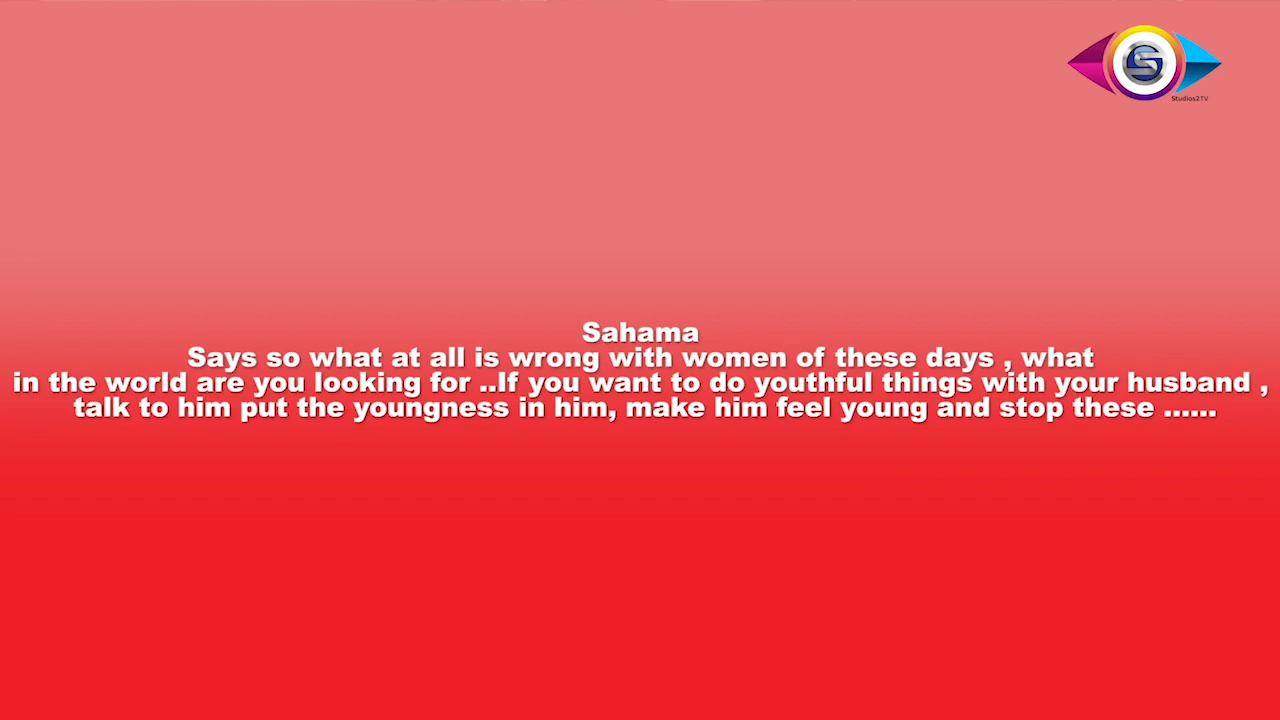 Studios2TV
Sahama
Says so what at all is wrong with women of these days , what
in the world are you looking for ..If you want to do youthful things with your husband ,
talk to him put the youngness in him, make him feel young and stop these ......